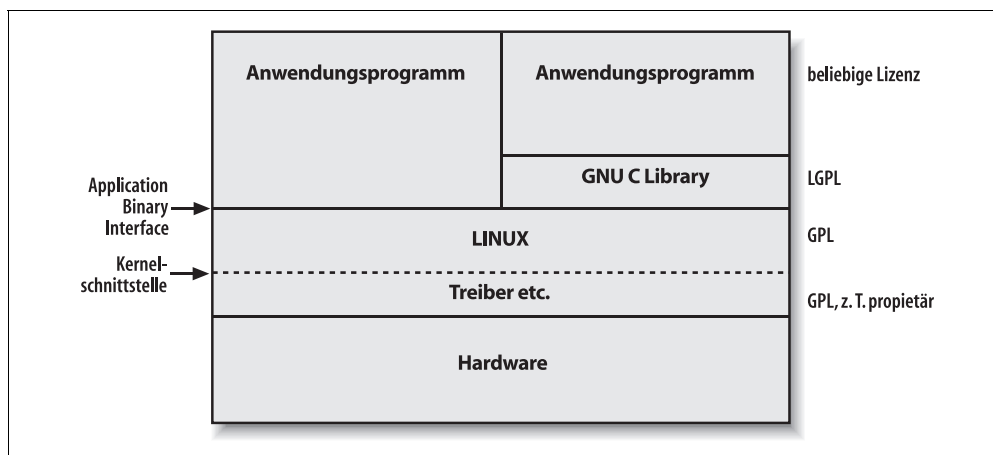 Anwendungsprogramm
Anwendungsprogramm
beliebige Lizenz
GNU C Library
LGPL
Application
Binary
Interface
LINUX
GPL
Kernel-
schnittstelle
Treiber etc.
GPL, z. T. propietär
Hardware